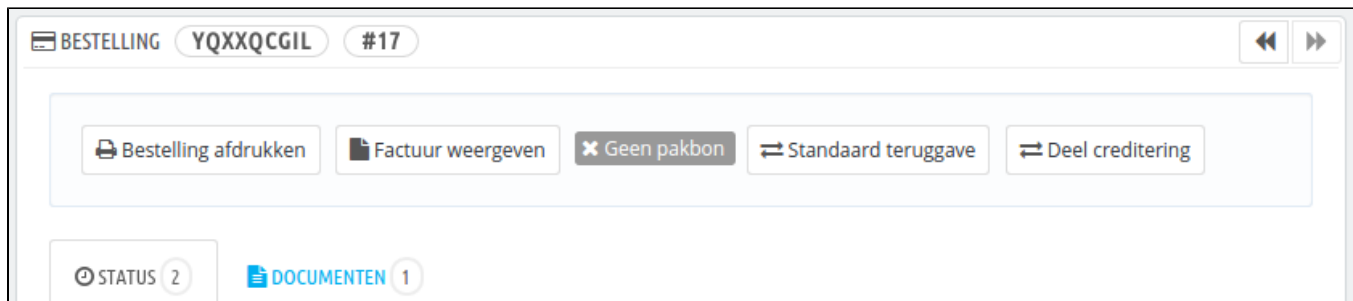 BESTELLING YQXXQCGIL #17
Bestelling afdrukken Factuur weergeven Geen pakbon Standaard teruggave Deel creditering
STATUS 2 DOCUMENTEN 1